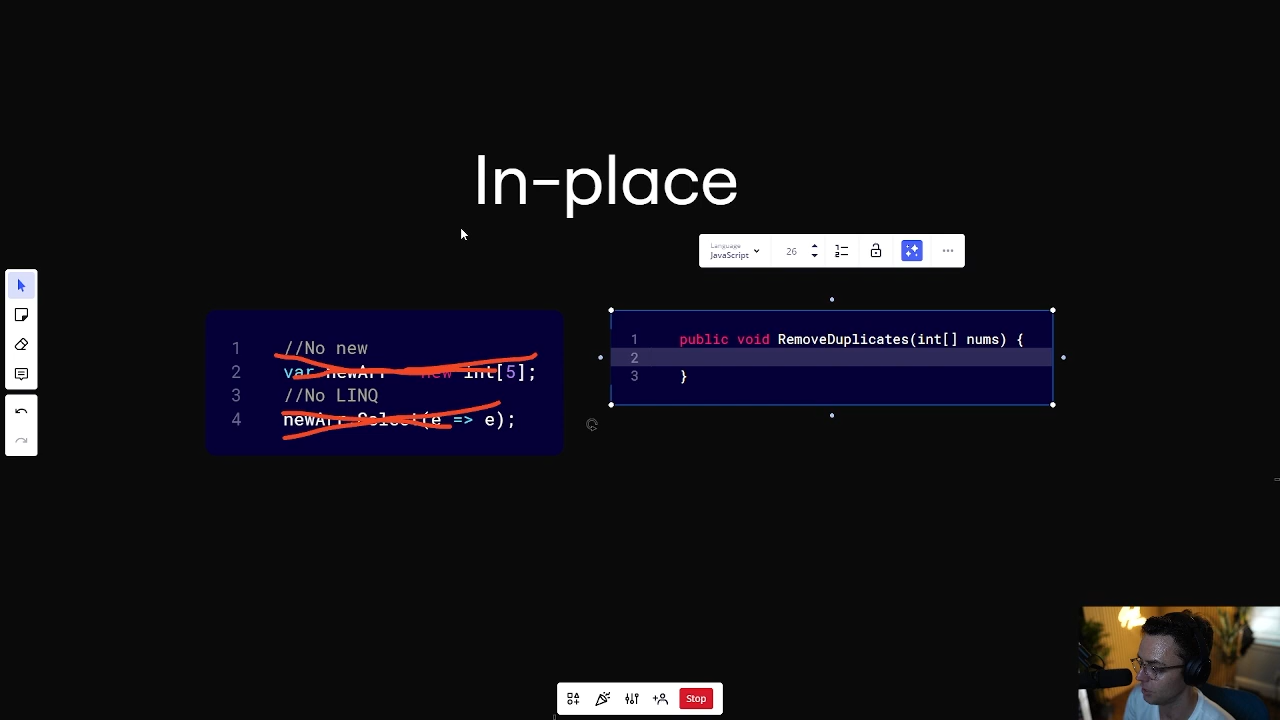 In-place
Language
JavaScript
26
1 //No new
2 var newArr = new int[5];
3 //No LINQ
4 newArr.Select(e => e);
1 public void RemoveDuplicates(int[] nums) {
2
3 }
Stop